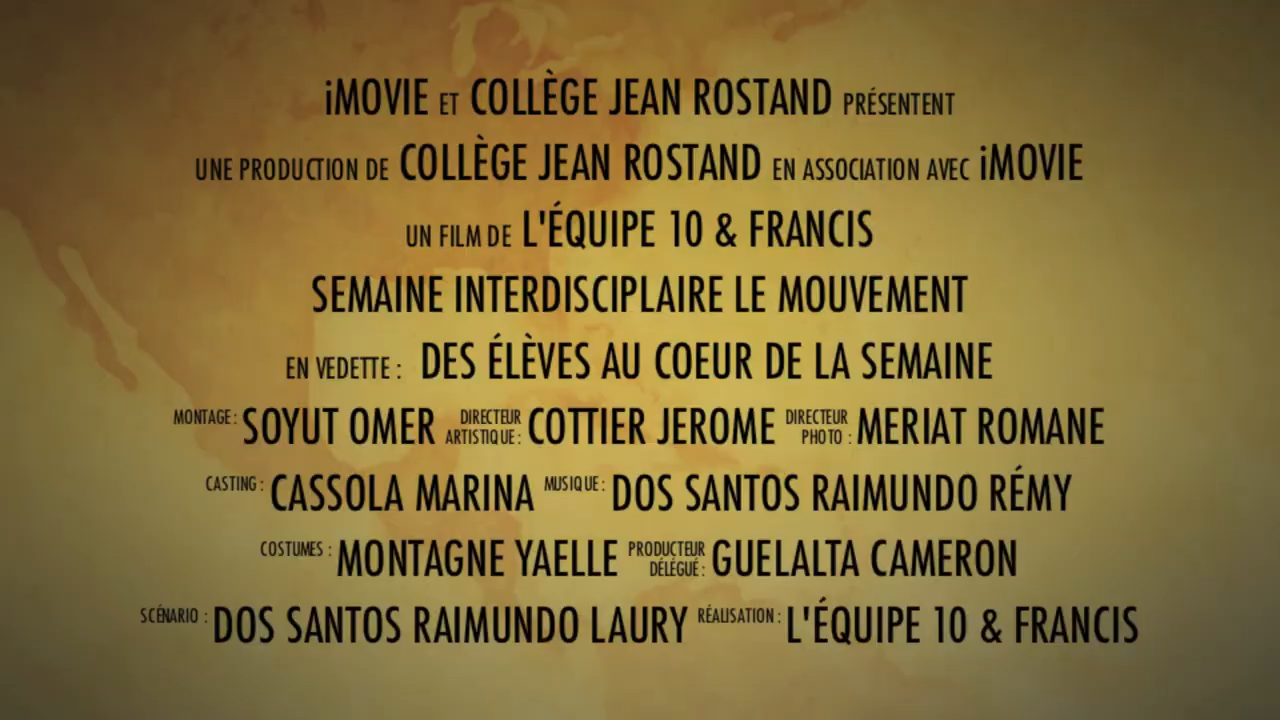 iMOVIE ET COLLÈGE JEAN ROSTAND PRÉSENTENT
UNE PRODUCTION DE COLLÈGE JEAN ROSTAND EN ASSOCIATION AVEC iMOVIE
UN FILM DE L'ÉQUIPE 10 & FRANCIS
SEMAINE INTERDISCIPLAIRE LE MOUVEMENT
EN VEDETTE : DES ÉLÈVES AU COEUR DE LA SEMAINE
MONTAGE : SOYUT OMER DIRECTEUR ARTISTIQUE : COTTIER JEROME DIRECTEUR PHOTO : MERIAT ROMANE
CASTING : CASSOLA MARINA MUSIQUE : DOS SANTOS RAIMUNDO RÉMY
COSTUMES : MONTAGNE YAELLE PRODUCTEUR DÉLÉGUÉ : GUELALTA CAMERON
SCÉNARIO : DOS SANTOS RAIMUNDO LAURY RÉALISATION : L'ÉQUIPE 10 & FRANCIS